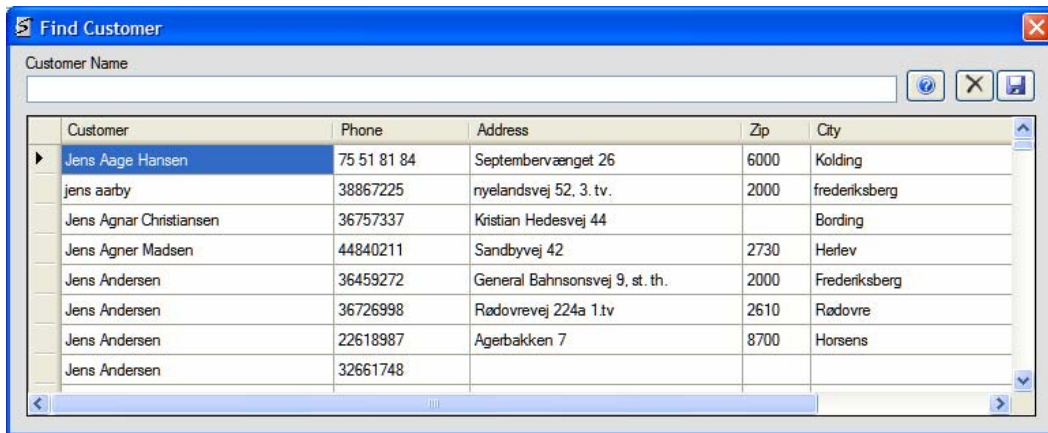 Find Customer
Customer Name
Customer Phone Address Zip City
Jens Aage Hansen 75 51 81 84 Septembervænget 26 6000 Kolding
jens aarby 38867225 nyelandsvej 52, 3. tv. 2000 frederiksberg
Jens Agnar Christiansen 36757337 Kristian Hedesvej 44 Bording
Jens Agner Madsen 44840211 Sandbyvej 42 2730 Herlev
Jens Andersen 36459272 General Bahnsonsvej 9, st. th. 2000 Frederiksberg
Jens Andersen 36726998 Rødovrevej 224a 1.tv 2610 Rødovre
Jens Andersen 22618987 Agerbakken 7 8700 Horsens
Jens Andersen 32661748